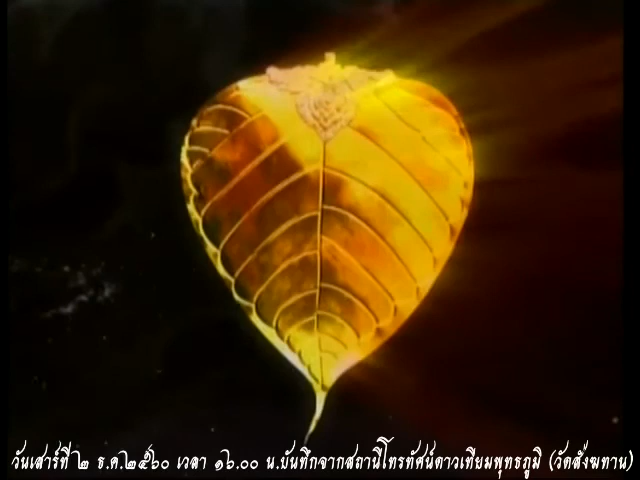 วันเสาร์ที่ ๒ ธ.ค.๒๕๖๐ เวลา ๑๖.๐๐ น.บันทึกจากสถานีโทรทัศน์ดาวเทียมพุทธภูมิ (วัดสังฆทาน)